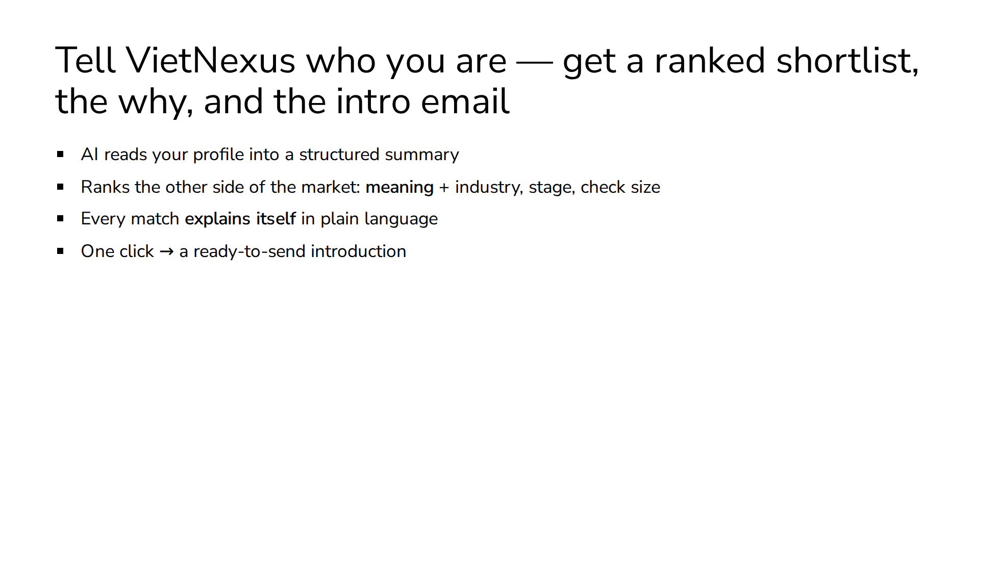 Tell VietNexus who you are — get a ranked shortlist,
the why, and the intro email
▪ AI reads your profile into a structured summary
▪ Ranks the other side of the market: meaning + industry, stage, check size
▪ Every match explains itself in plain language
▪ One click → a ready-to-send introduction